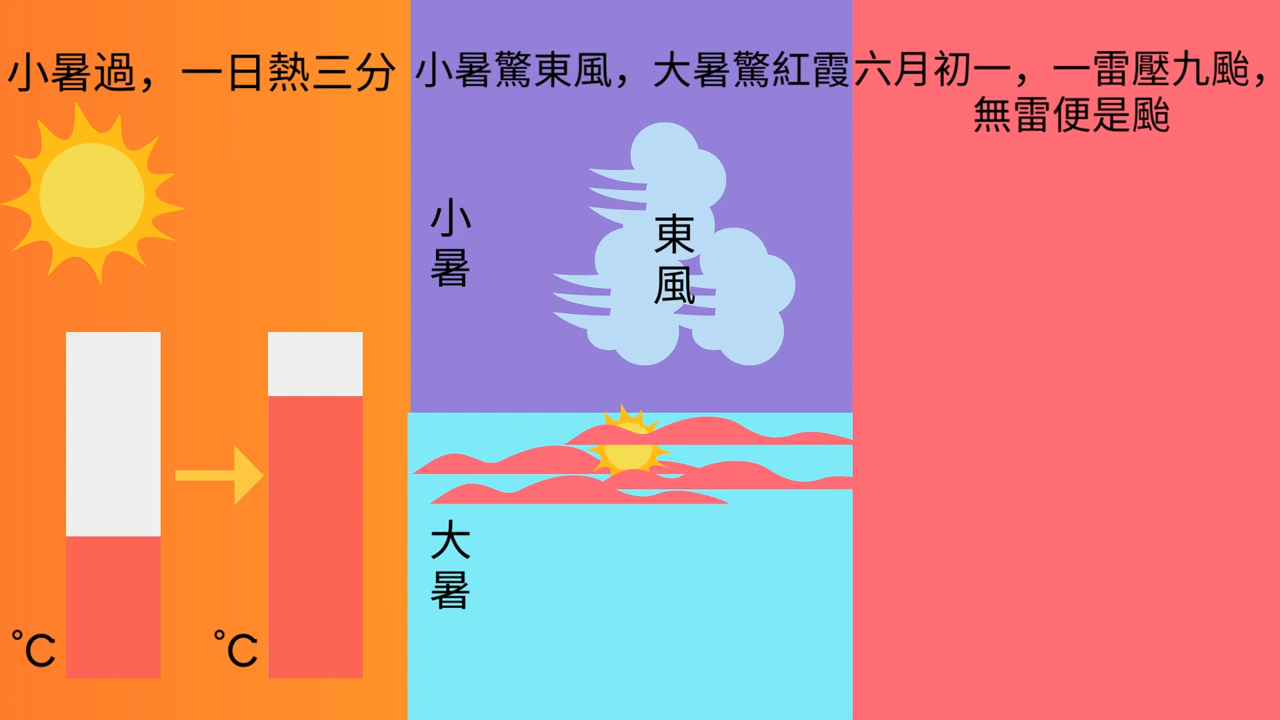 小暑過，一日熱三分
°C
°C
小暑驚東風，大暑驚紅霞
小
暑
東
風
大
暑
六月初一，一雷壓九颱，
無雷便是颱